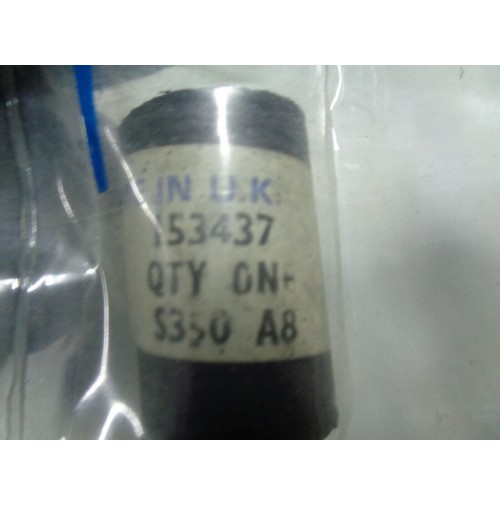 IN U.K.
153437
QTY ONE
S350 A8